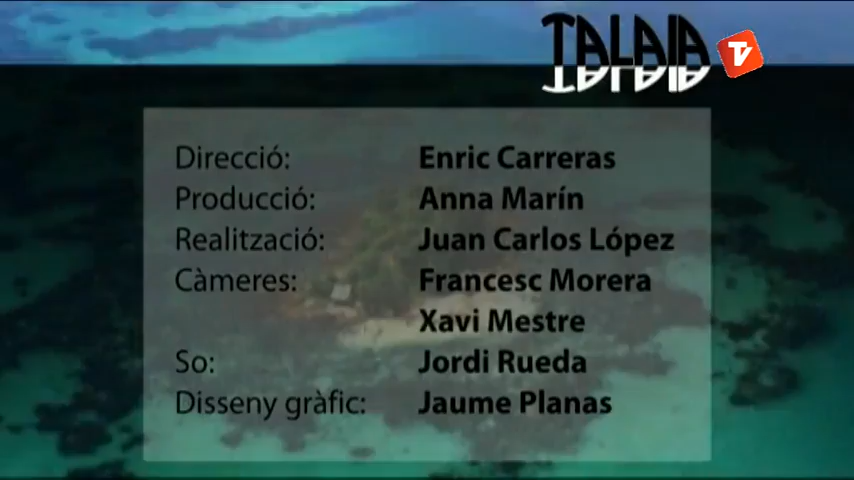 TALAIA TV
Direcció: Enric Carreras
Producció: Anna Marín
Realització: Juan Carlos López
Càmeres: Francesc Morera
Xavi Mestre
So: Jordi Rueda
Disseny gràfic: Jaume Planas